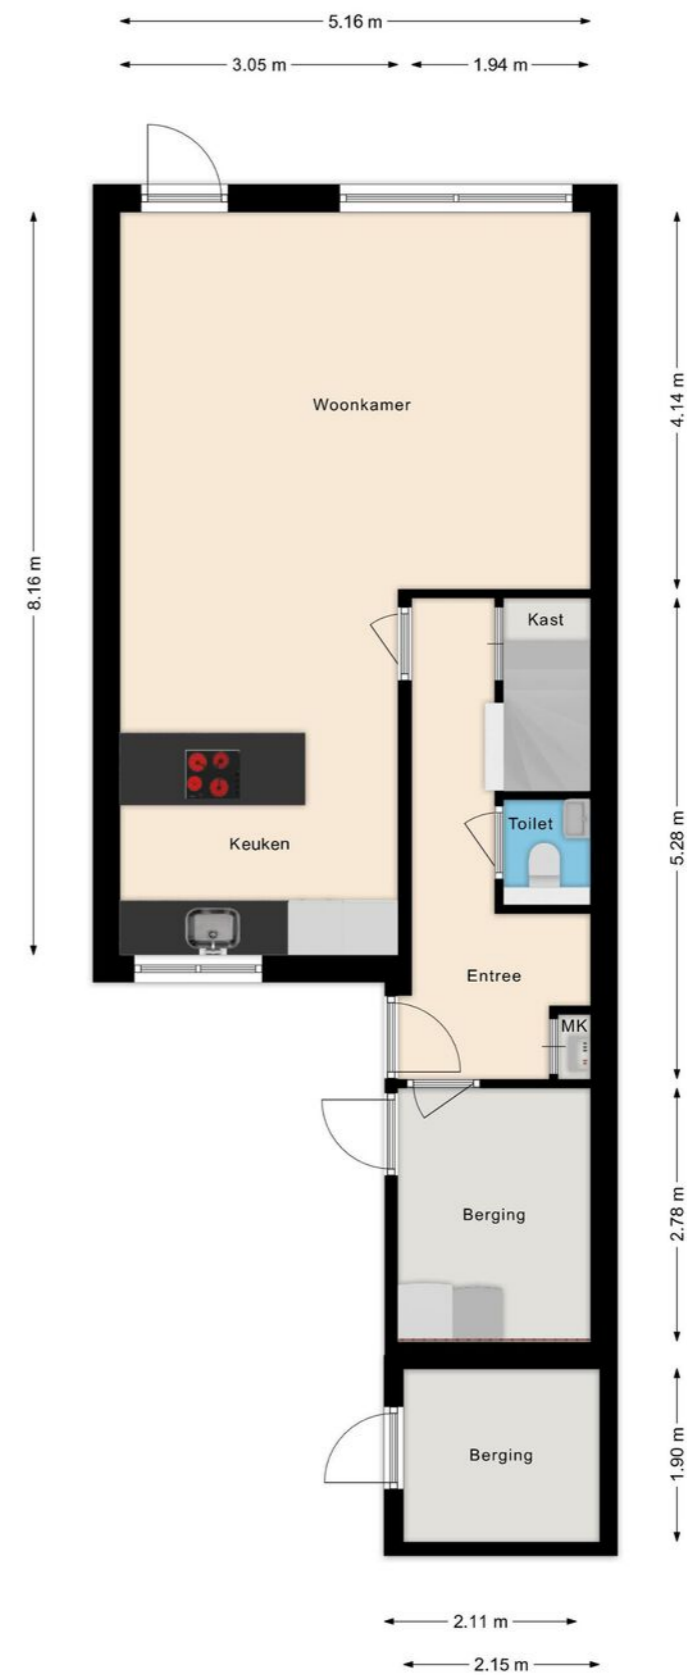 5.16 m
3.05 m
1.94 m
Woonkamer
4.14 m
8.16 m
Kast
Toilet
Keuken
5.28 m
Entree
MK
Berging
2.78 m
Berging
1.90 m
2.11 m
2.15 m